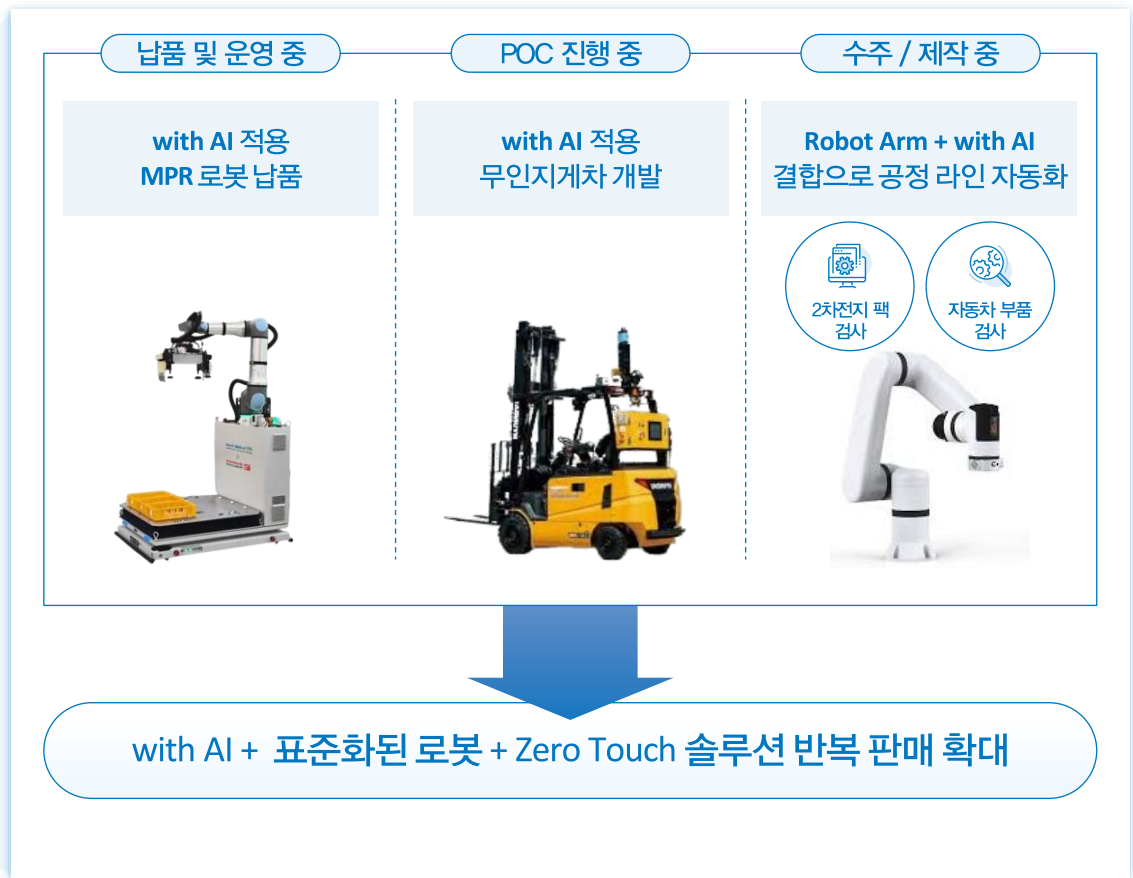 납품 및 운영 중
with AI 적용
MPR 로봇 납품
POC 진행 중
with AI 적용
무인지게차 개발
수주 / 제작 중
Robot Arm + with AI
결합으로 공정 라인 자동화
2차전지 팩
검사
자동차 부품
검사
with AI + 표준화된 로봇 + Zero Touch 솔루션 반복 판매 확대